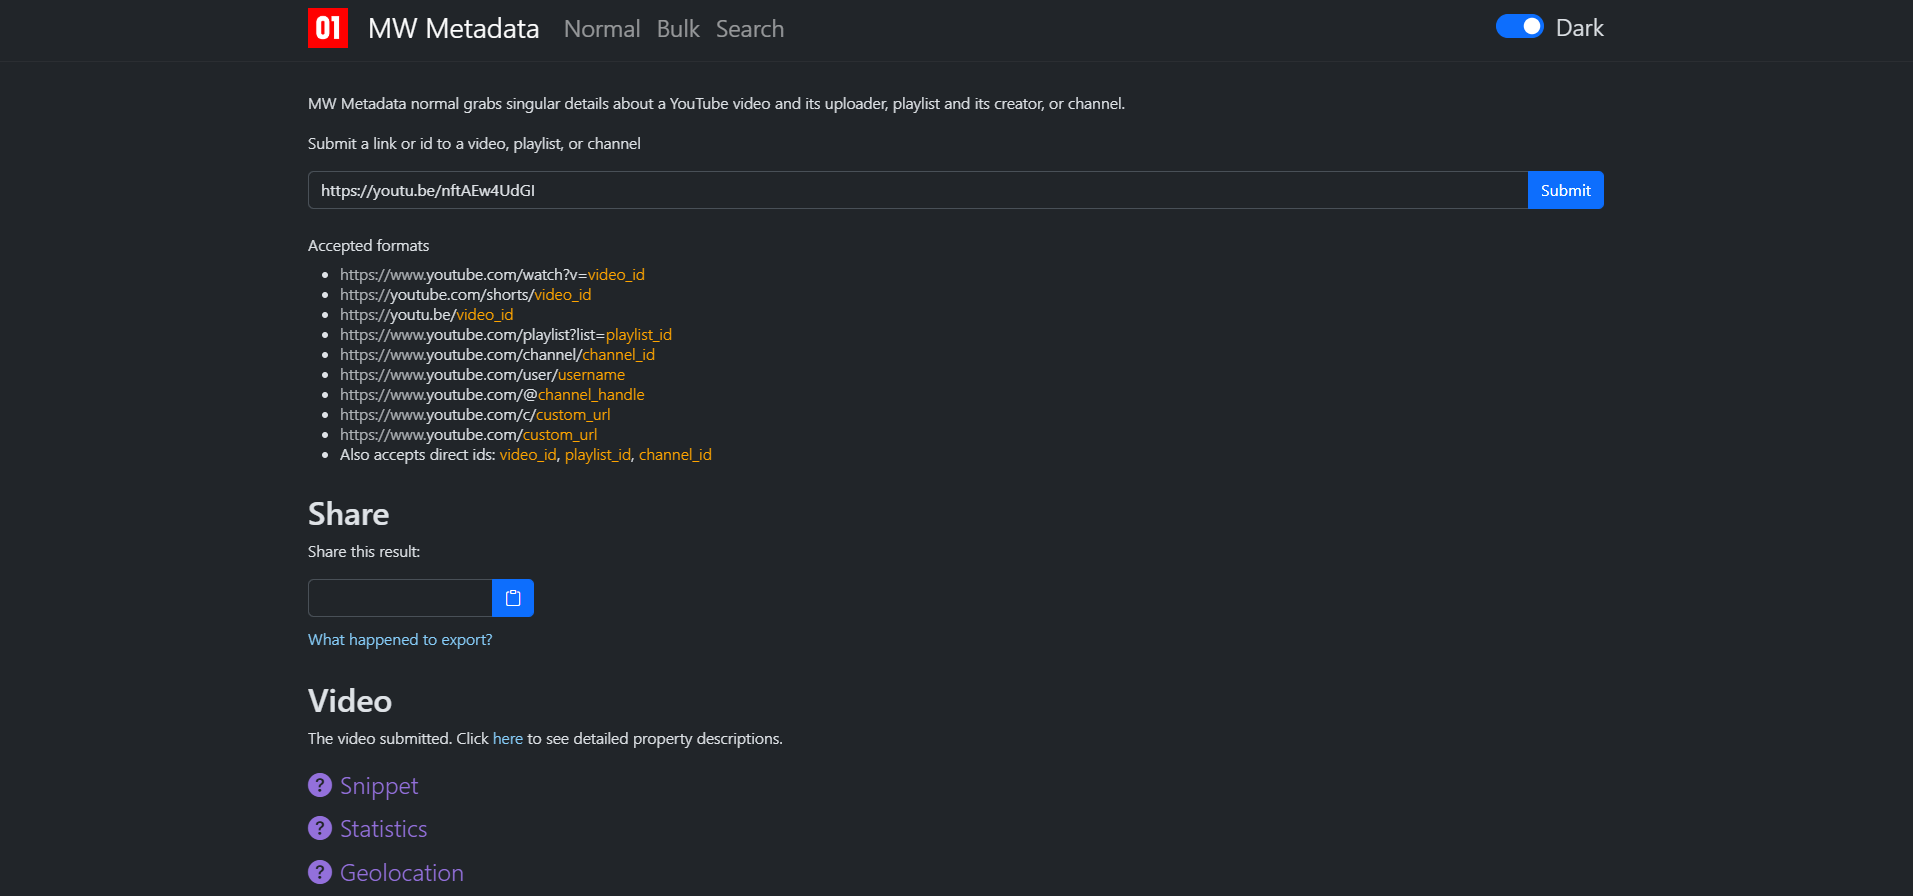 01 MW Metadata Normal Bulk Search Dark
MW Metadata normal grabs singular details about a YouTube video and its uploader, playlist and its creator, or channel.
Submit a link or id to a video, playlist, or channel
https://youtu.be/nftAEw4UdGI Submit
Accepted formats
https://www.youtube.com/watch?v=video_id
https://youtube.com/shorts/video_id
https://youtu.be/video_id
https://www.youtube.com/playlist?list=playlist_id
https://www.youtube.com/channel/channel_id
https://www.youtube.com/user/username
https://www.youtube.com/@channel_handle
https://www.youtube.com/c/custom_url
https://www.youtube.com/custom_url
Also accepts direct ids: video_id, playlist_id, channel_id
Share
Share this result:
What happened to export?
Video
The video submitted. Click here to see detailed property descriptions.
? Snippet
? Statistics
? Geolocation